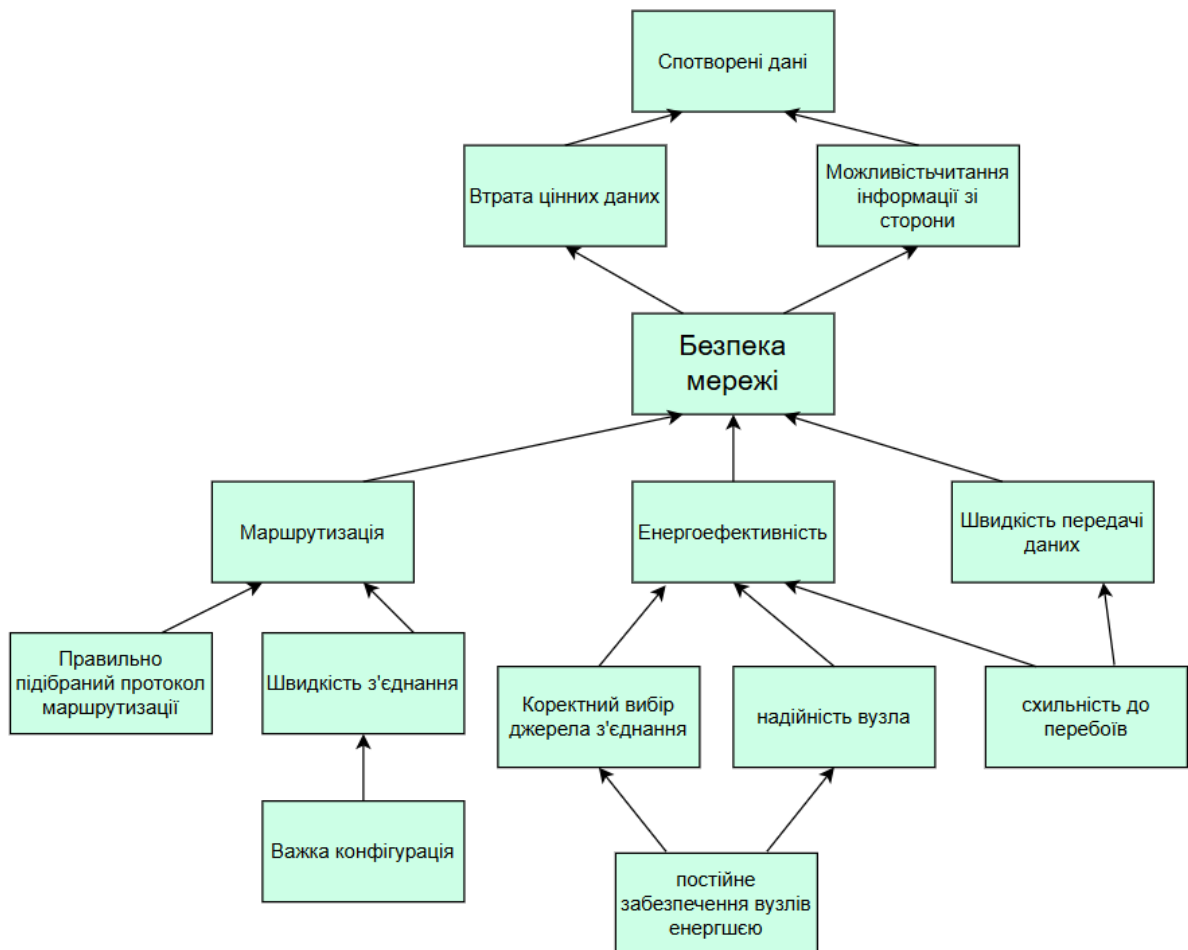 Спотворені дані
Втрата цінних даних
Можливістьчитання
інформації зі
сторони
Безпека
мережі
Маршрутизація
Енергоефективність
Швидкість передачі
даних
Правильно
підібраний протокол
маршрутизації
Швидкість з'єднання
Коректний вибір
джерела з'єднання
надійність вузла
схильність до
перебоїв
Важка конфігурація
постійне
забезпечення вузлів
енергшєю